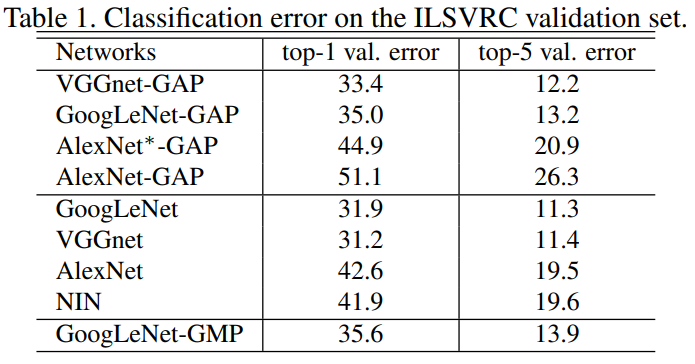 Table 1. Classification error on the ILSVRC validation set.
Networks top-1 val. error top-5 val. error
VGGnet-GAP 33.4 12.2
GoogLeNet-GAP 35.0 13.2
AlexNet*-GAP 44.9 20.9
AlexNet-GAP 51.1 26.3
GoogLeNet 31.9 11.3
VGGnet 31.2 11.4
AlexNet 42.6 19.5
NIN 41.9 19.6
GoogLeNet-GMP 35.6 13.9